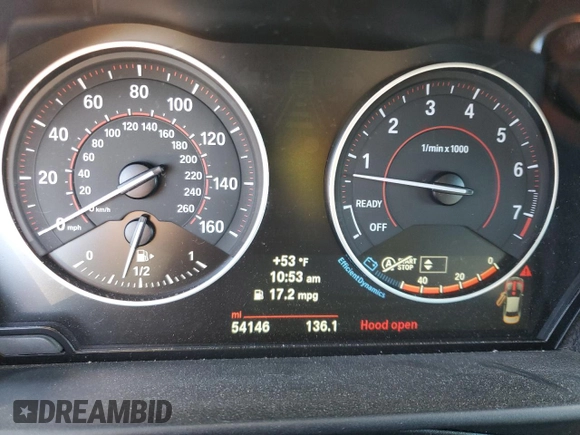 0 20 40 60 80 100 120 140 160
mph
0 20 40 60 80 100 120 140 160 180 200 220 240 260
km/h
0 1/2 1
OFF READY 1 2 3 4 5 6 7
1/min x 1000
+53 °F
10:53 am
17.2 mpg
EfficientDynamics
A START
STOP
40 20 0
mi
54146 136.1 Hood open
DREAMBID